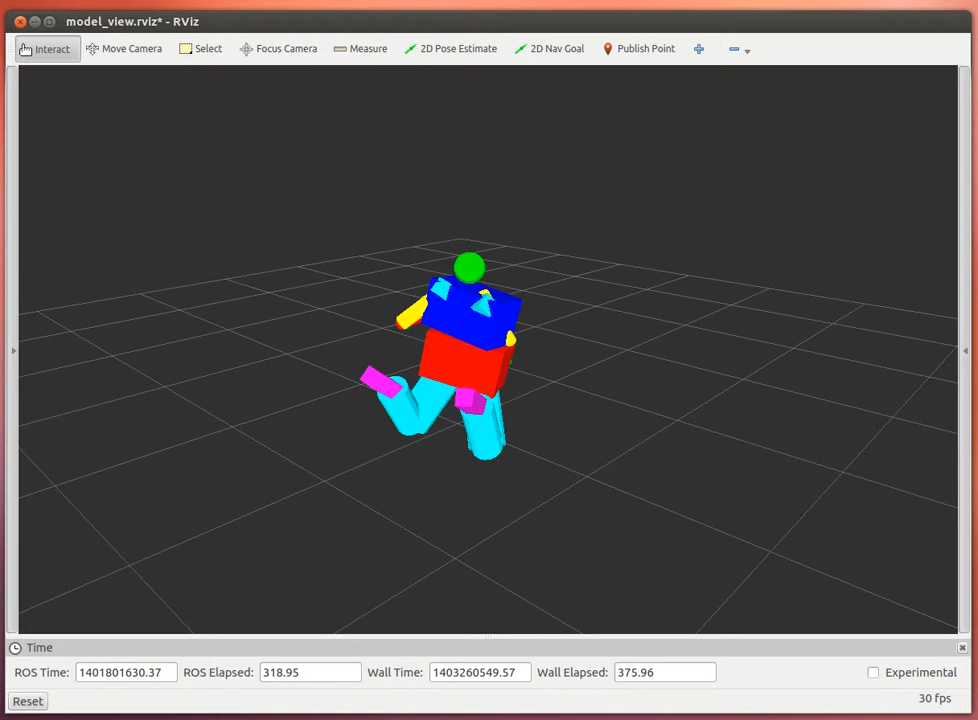 model_view.rviz* - RViz
Interact Move Camera Select Focus Camera Measure 2D Pose Estimate 2D Nav Goal Publish Point
Time
ROS Time: 1401801630.37 ROS Elapsed: 318.95 Wall Time: 1403260549.57 Wall Elapsed: 375.96 Experimental
Reset 30 fps